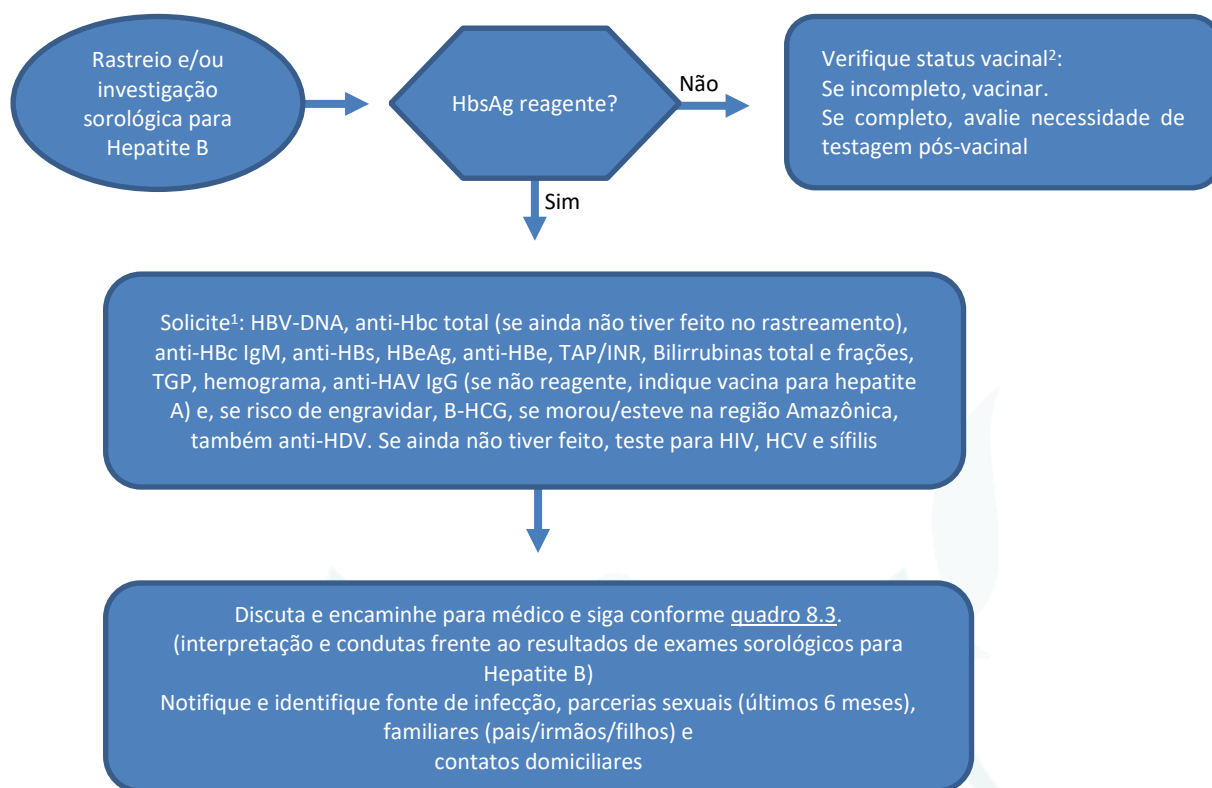 Rastreio e/ou
investigação
sorológica para
Hepatite B
HbsAg reagente?
Não
Verifique status vacinal²:
Se incompleto, vacinar.
Se completo, avalie necessidade de
testagem pós-vacinal
Sim
Solicite¹: HBV-DNA, anti-Hbc total (se ainda não tiver feito no rastreamento),
anti-HBc IgM, anti-HBs, HBeAg, anti-HBe, TAP/INR, Bilirrubinas total e frações,
TGP, hemograma, anti-HAV IgG (se não reagente, indique vacina para hepatite
A) e, se risco de engravidar, B-HCG, se morou/esteve na região Amazônica,
também anti-HDV. Se ainda não tiver feito, teste para HIV, HCV e sífilis
Discuta e encaminhe para médico e siga conforme quadro 8.3.
(interpretação e condutas frente ao resultados de exames sorológicos para
Hepatite B)
Notifique e identifique fonte de infecção, parcerias sexuais (últimos 6 meses),
familiares (pais/irmãos/filhos) e
contatos domiciliares